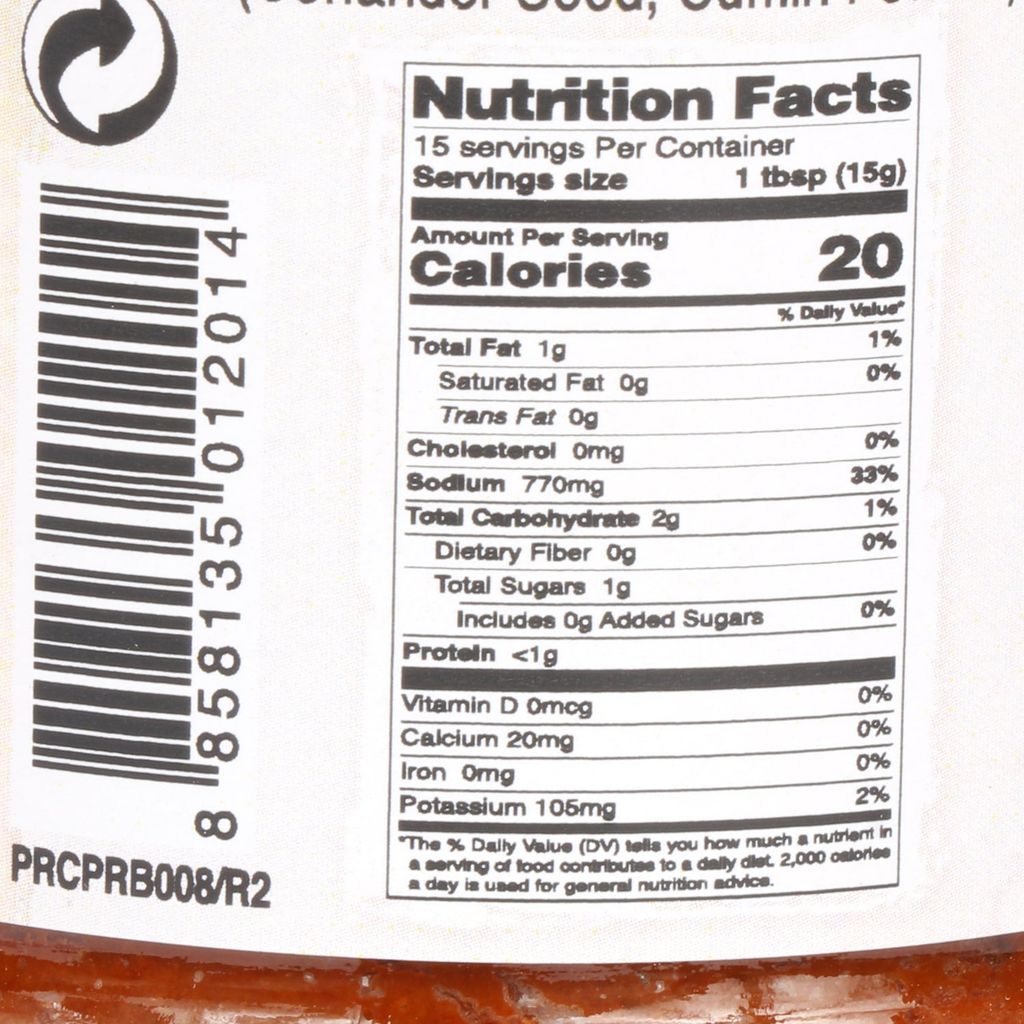 (Coriander Seed, Cumin
Nutrition Facts
15 servings Per Container
Servings size 1 tbsp (15g)
Amount Per Serving
Calories 20
% Daily Value*
Total Fat 1g 1%
Saturated Fat 0g 0%
Trans Fat 0g
Cholesterol 0mg 0%
Sodium 770mg 33%
Total Carbohydrate 2g 1%
Dietary Fiber 0g 0%
Total Sugars 1g
Includes 0g Added Sugars 0%
Protein <1g
Vitamin D 0mcg 0%
Calcium 20mg 0%
Iron 0mg 0%
Potassium 105mg 2%
*The % Daily Value (DV) tells you how much a nutrient in
a serving of food contributes to a daily diet. 2,000 calories
a day is used for general nutrition advice.
8 858135 012014
PRCPRB008/R2